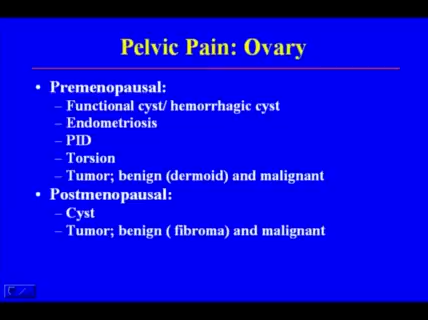 Pelvic Pain: Ovary
• Premenopausal:
– Functional cyst/ hemorrhagic cyst
– Endometriosis
– PID
– Torsion
– Tumor; benign (dermoid) and malignant
• Postmenopausal:
– Cyst
– Tumor; benign ( fibroma) and malignant